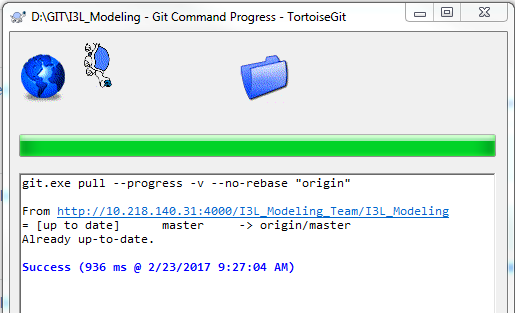 D:\GIT\I3L_Modeling - Git Command Progress - TortoiseGit
git.exe pull --progress -v --no-rebase "origin"
From http://10.218.140.31:4000/I3L_Modeling_Team/I3L_Modeling
= [up to date] master -> origin/master
Already up-to-date.
Success (936 ms @ 2/23/2017 9:27:04 AM)